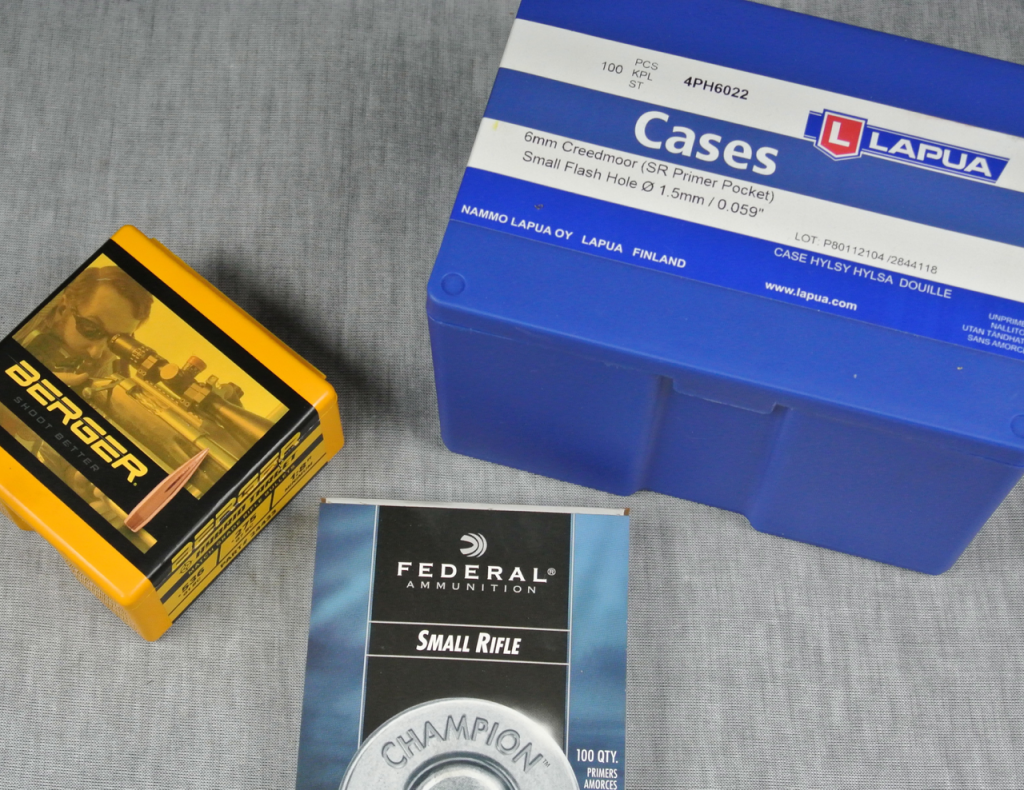 100 PCS
KPL
ST
4PH6022
Cases
L LAPUA
6mm Creedmoor (SR Primer Pocket)
Small Flash Hole Ø 1.5mm / 0.059"
LOT: P80112104 /2844118
NAMMO LAPUA OY LAPUA FINLAND
CASE HYLSY HYLSA DOUILLE
www.lapua.com
BERGER
SHOOT BETTER
BERGER
FEDERAL®
AMMUNITION
SMALL RIFLE
CHAMPION™
100 QTY.
PRIMERS
AMORCES